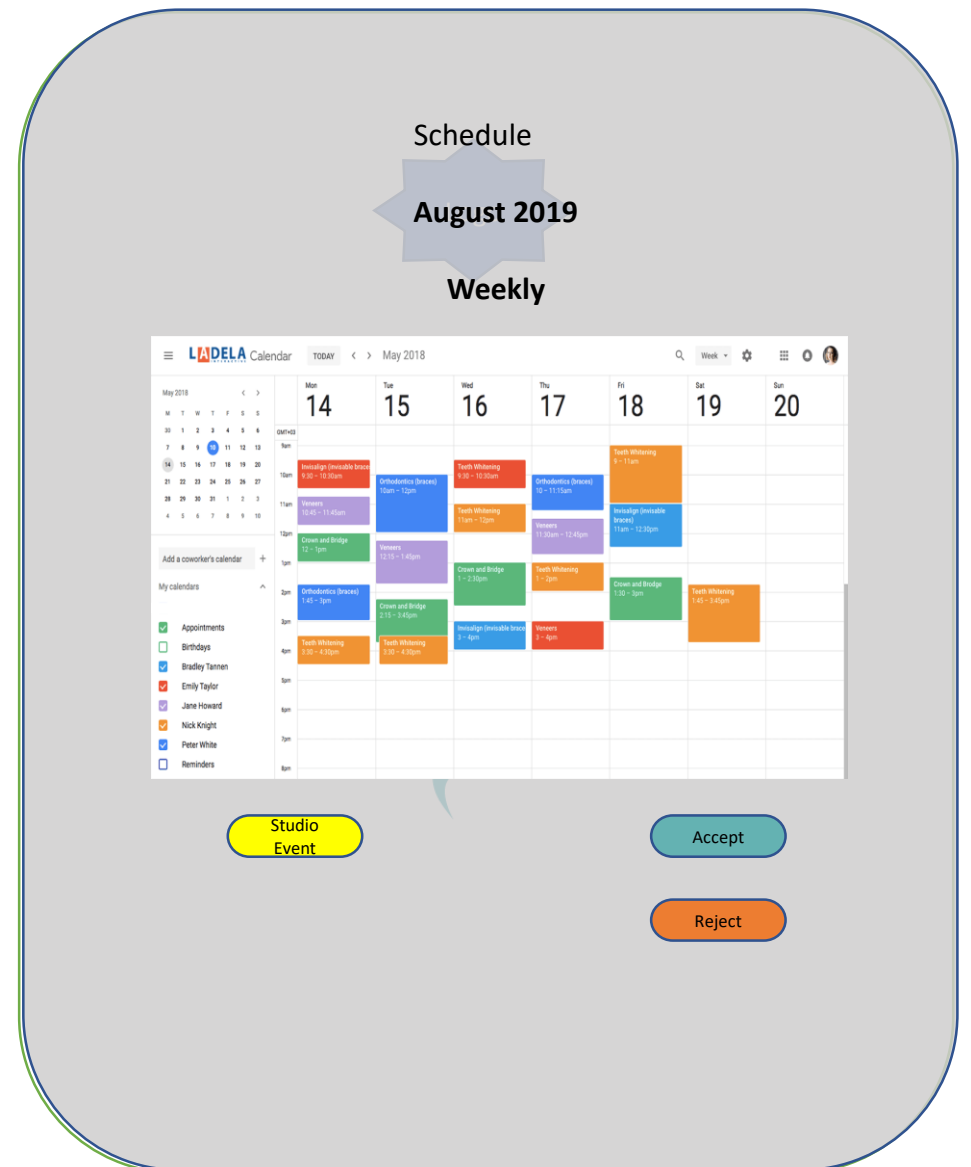 Schedule
August 2019
Weekly
LADELA Calendar TODAY < > May 2018 Week
INTERACTIVE
May 2018 < >
M T W T F S S
30 1 2 3 4 5 6
7 8 9 10 11 12 13
14 15 16 17 18 19 20
21 22 23 24 25 26 27
28 29 30 31 1 2 3
4 5 6 7 8 9 10
Add a coworker's calendar +
My calendars
Appointments
Birthdays
Bradley Tannen
Emily Taylor
Jane Howard
Nick Knight
Peter White
Reminders
GMT+03
9am
10am
11am
12pm
1pm
2pm
3pm
4pm
5pm
6pm
7pm
8pm
Mon
14
Invisalign (invisable brace
9:30 – 10:30am
Veneers
10:45 – 11:45am
Crown and Bridge
12 – 1pm
Orthodontics (braces)
1:45 – 3pm
Teeth Whitening
3:30 – 4:30pm
Tue
15
Orthodontics (braces)
10am – 12pm
Veneers
12:15 – 1:45pm
Crown and Bridge
2:15 – 3:45pm
Teeth Whitening
3:30 – 4:30pm
Wed
16
Teeth Whitening
9:30 – 10:30am
Teeth Whitening
11am – 12pm
Crown and Bridge
1 – 2:30pm
Invisalign (invisable brace
3 – 4pm
Thu
17
Orthodontics (braces)
10 – 11:15am
Veneers
11:30am – 12:45pm
Teeth Whitening
1 – 2pm
Veneers
3 – 4pm
Fri
18
Teeth Whitening
9 – 11am
Invisalign (invisable
braces)
11am – 12:30pm
Crown and Brodge
1:30 – 3pm
Sat
19
Teeth Whitening
1:45 – 3:45pm
Sun
20
Studio
Event
Accept
Reject